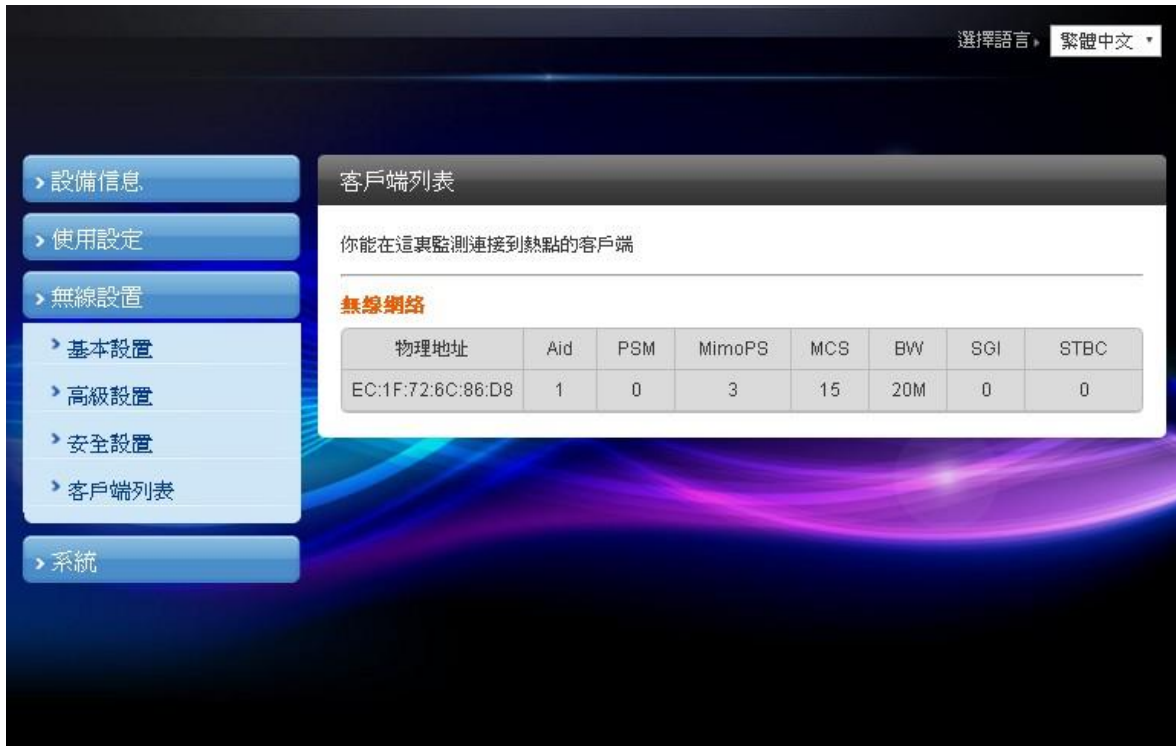 選擇語言 繁體中文
設備信息
使用設定
無線設置
基本設置
高級設置
安全設置
客戶端列表
系統
客戶端列表
你能在這裏監測連接到熱點的客戶端
無線網絡
物理地址 Aid PSM MimoPS MCS BW SGI STBC
EC:1F:72:6C:86:D8 1 0 3 15 20M 0 0